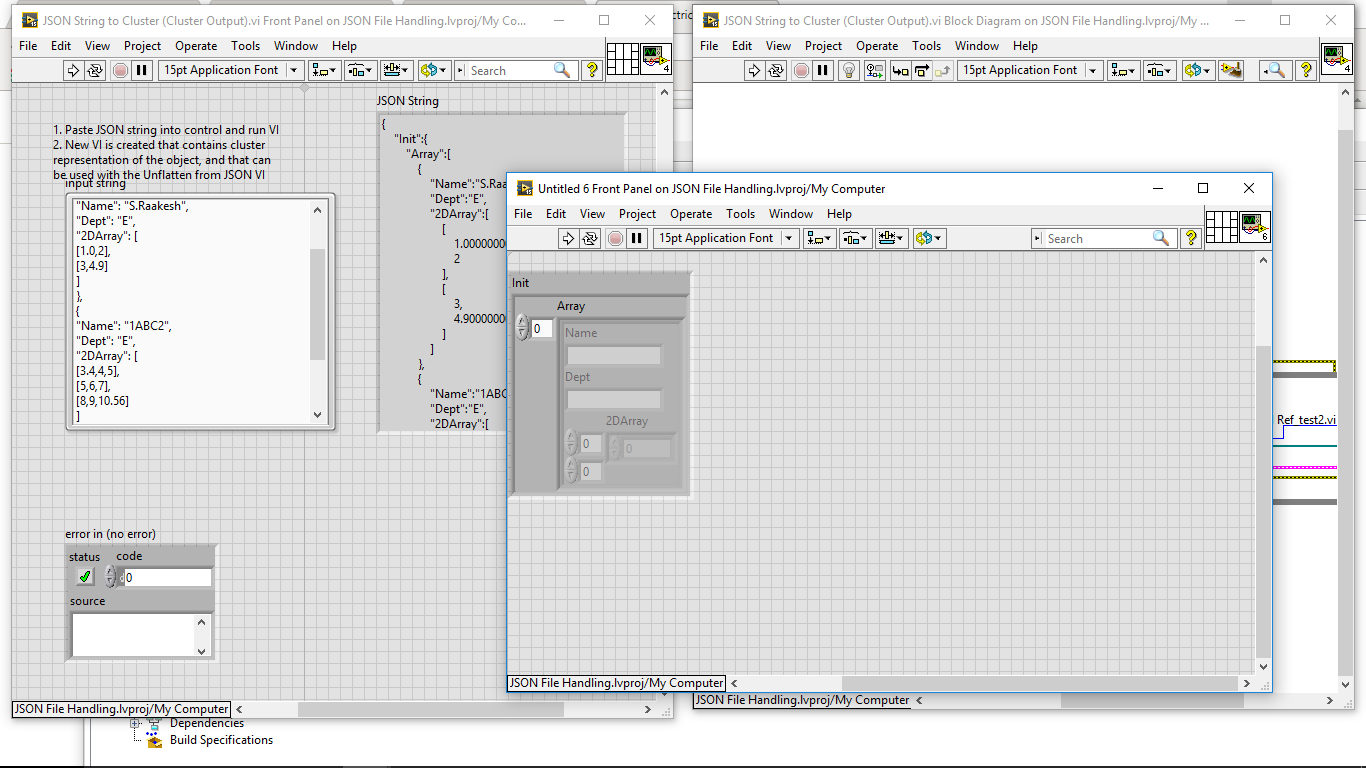 JSON String to Cluster (Cluster Output).vi Front Panel on JSON File Handling.lvproj/My Co...
File Edit View Project Operate Tools Window Help
15pt Application Font
Search
4
1. Paste JSON string into control and run VI
2. New VI is created that contains cluster
representation of the object, and that can
be used with the Unflatten from JSON VI
input string
"Name": "S.Raakesh",
"Dept": "E",
"2DArray": [
[1.0,2],
[3,4.9]
]
},
{
"Name": "1ABC2",
"Dept": "E",
"2DArray": [
[3.4,4,5],
[5,6,7],
[8,9,10.56]
]
JSON String
{
"Init":{
"Array":[
{
"Name":"S.Raa
"Dept":"E",
"2DArray":[
[
1.0000000
2
],
[
3,
4.9000000
]
]
},
{
"Name":"1ABC
"Dept":"E",
"2DArray":[
error in (no error)
status code
0
source
JSON File Handling.lvproj/My Computer
Dependencies
Build Specifications
JSON String to Cluster (Cluster Output).vi Block Diagram on JSON File Handling.lvproj/My ...
File Edit View Project Operate Tools Window Help
15pt Application Font
4
Ref_test2.vi
JSON File Handling.lvproj/My Computer
Untitled 6 Front Panel on JSON File Handling.lvproj/My Computer
File Edit View Project Operate Tools Window Help
15pt Application Font
Search
6
Init
Array
0
Name
Dept
2DArray
0
0
0
JSON File Handling.lvproj/My Computer